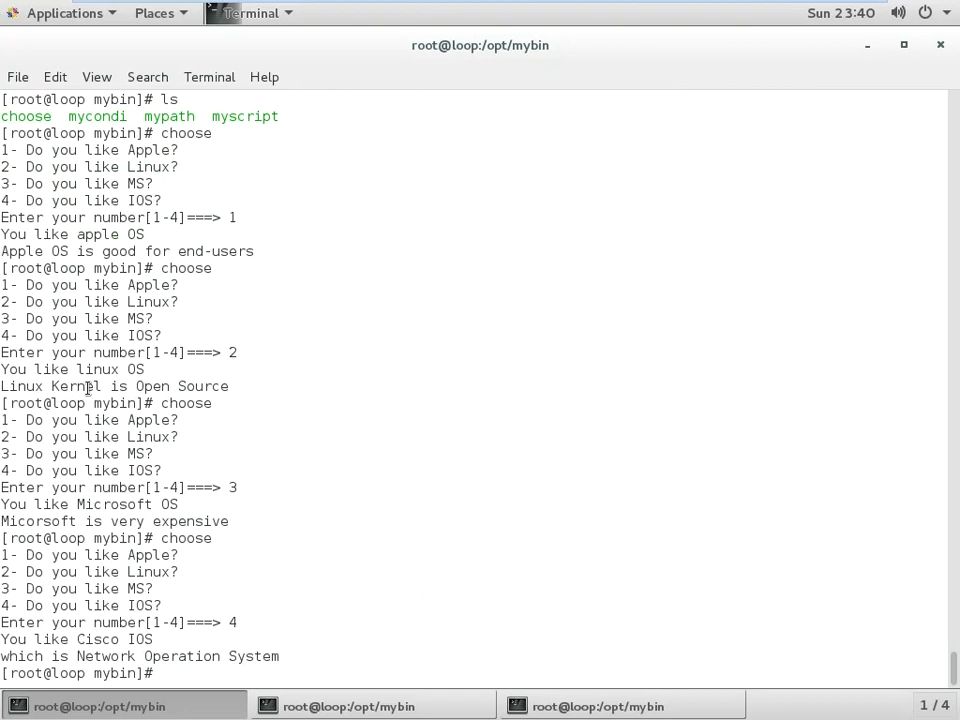 Applications Places Terminal Sun 23:40
root@loop:/opt/mybin
File Edit View Search Terminal Help
[root@loop mybin]# ls
choose mycondi mypath myscript
[root@loop mybin]# choose
1- Do you like Apple?
2- Do you like Linux?
3- Do you like MS?
4- Do you like IOS?
Enter your number[1-4]===> 1
You like apple OS
Apple OS is good for end-users
[root@loop mybin]# choose
1- Do you like Apple?
2- Do you like Linux?
3- Do you like MS?
4- Do you like IOS?
Enter your number[1-4]===> 2
You like linux OS
Linux Kernel is Open Source
[root@loop mybin]# choose
1- Do you like Apple?
2- Do you like Linux?
3- Do you like MS?
4- Do you like IOS?
Enter your number[1-4]===> 3
You like Microsoft OS
Micorsoft is very expensive
[root@loop mybin]# choose
1- Do you like Apple?
2- Do you like Linux?
3- Do you like MS?
4- Do you like IOS?
Enter your number[1-4]===> 4
You like Cisco IOS
which is Network Operation System
[root@loop mybin]#
root@loop:/opt/mybin root@loop:/opt/mybin root@loop:/opt/mybin 1 / 4